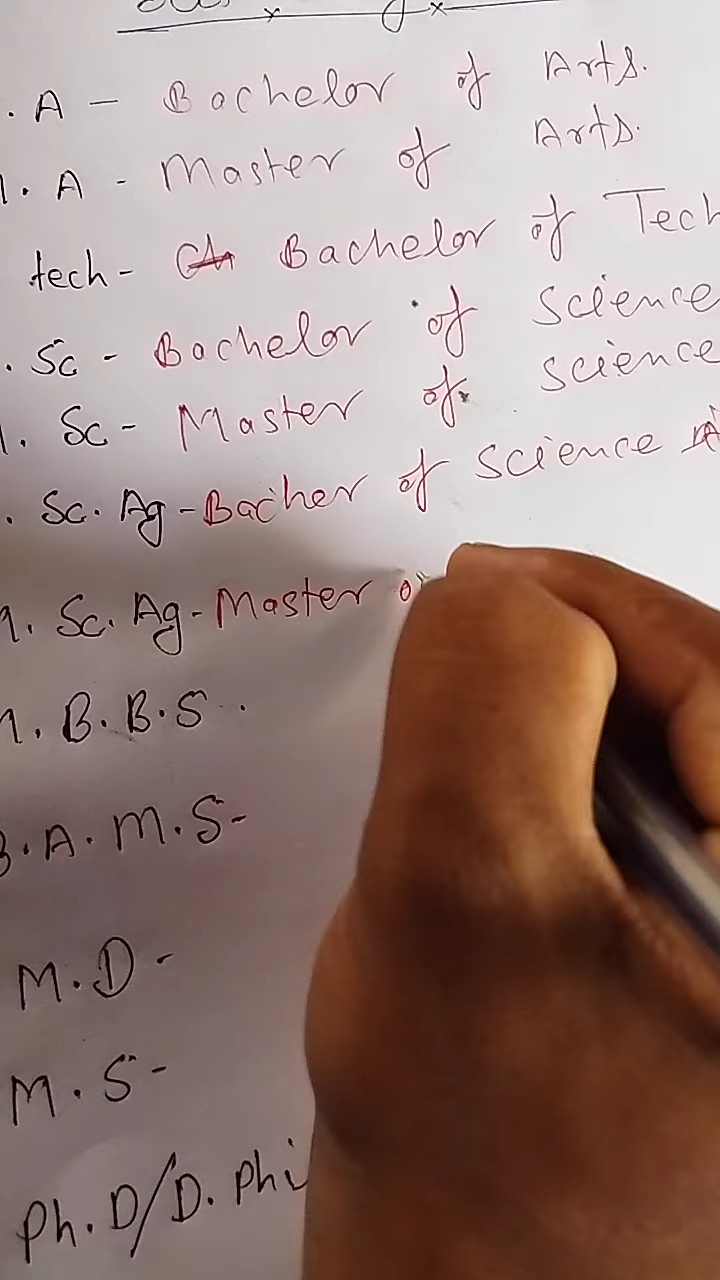 . A - Bachelor of Arts.
M. A - Master of Arts.
tech - Bachelor of Tech
. Sc - Bachelor of Science
M. Sc - Master of science
. Sc. Ag - Bacher of Science A
M. Sc. Ag - Master of
M. B. B. S
B. A. M. S -
M. D -
M. S -
Ph. D/D. Phi